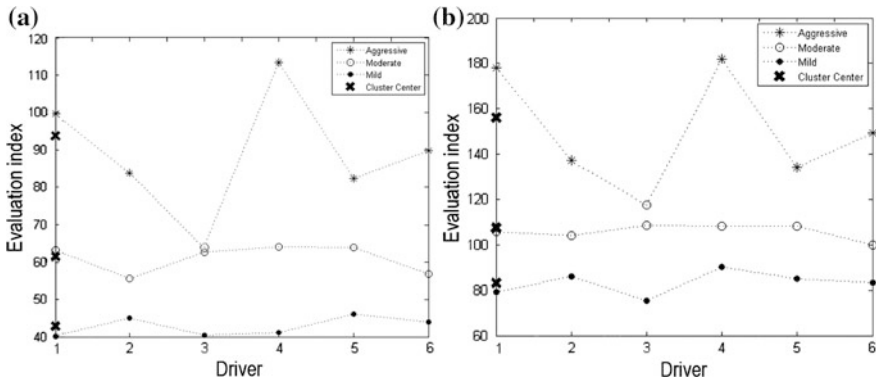 (a)
120
110
100
90
80
70
60
50
40
Evaluation index
1 2 3 4 5 6
Driver
Aggressive
Moderate
Mild
Cluster Center
(b)
200
180
160
140
120
100
80
60
Evaluation index
1 2 3 4 5 6
Driver
Aggressive
Moderate
Mild
Cluster Center